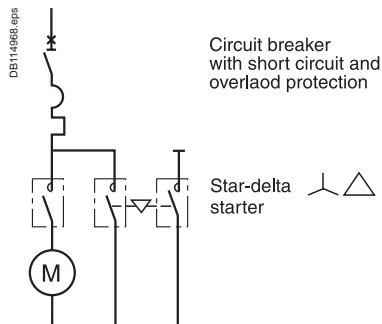 DB114968.eps
Circuit breaker
with short circuit and
overlaod protection
Star-delta
starter
M